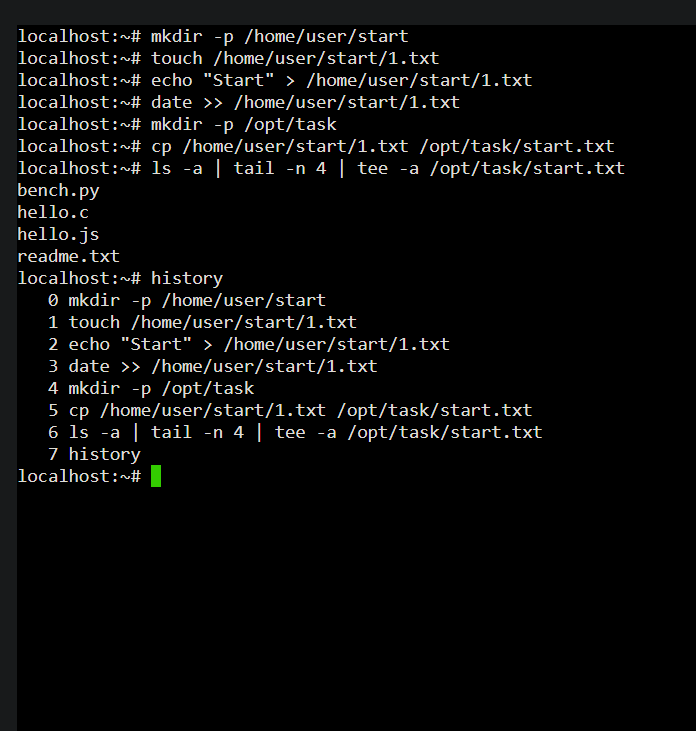 localhost:~# mkdir -p /home/user/start
localhost:~# touch /home/user/start/1.txt
localhost:~# echo "Start" > /home/user/start/1.txt
localhost:~# date >> /home/user/start/1.txt
localhost:~# mkdir -p /opt/task
localhost:~# cp /home/user/start/1.txt /opt/task/start.txt
localhost:~# ls -a | tail -n 4 | tee -a /opt/task/start.txt
bench.py
hello.c
hello.js
readme.txt
localhost:~# history
   0 mkdir -p /home/user/start
   1 touch /home/user/start/1.txt
   2 echo "Start" > /home/user/start/1.txt
   3 date >> /home/user/start/1.txt
   4 mkdir -p /opt/task
   5 cp /home/user/start/1.txt /opt/task/start.txt
   6 ls -a | tail -n 4 | tee -a /opt/task/start.txt
   7 history
localhost:~#